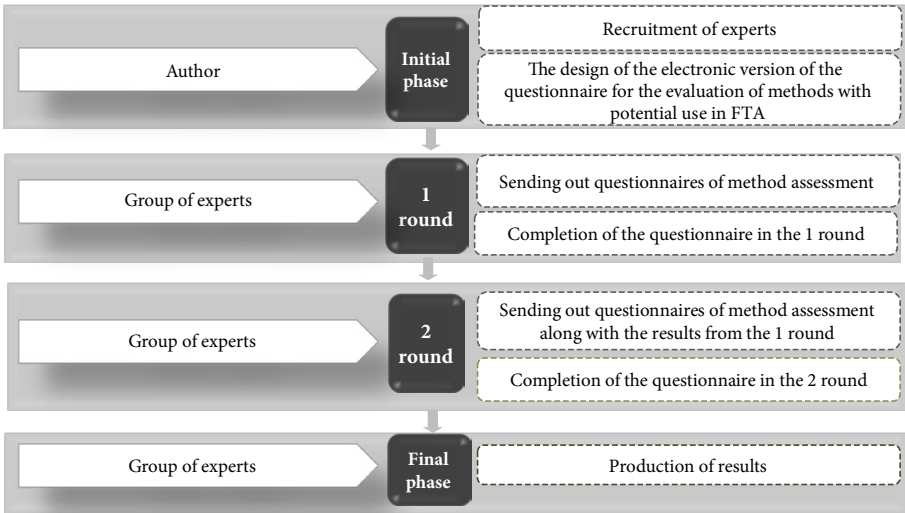 Author
Initial
phase
Recruitment of experts
The design of the electronic version of the
questionnaire for the evaluation of methods with
potential use in FTA
Group of experts
1
round
Sending out questionnaires of method assessment
Completion of the questionnaire in the 1 round
Group of experts
2
round
Sending out questionnaires of method assessment
along with the results from the 1 round
Completion of the questionnaire in the 2 round
Group of experts
Final
phase
Production of results